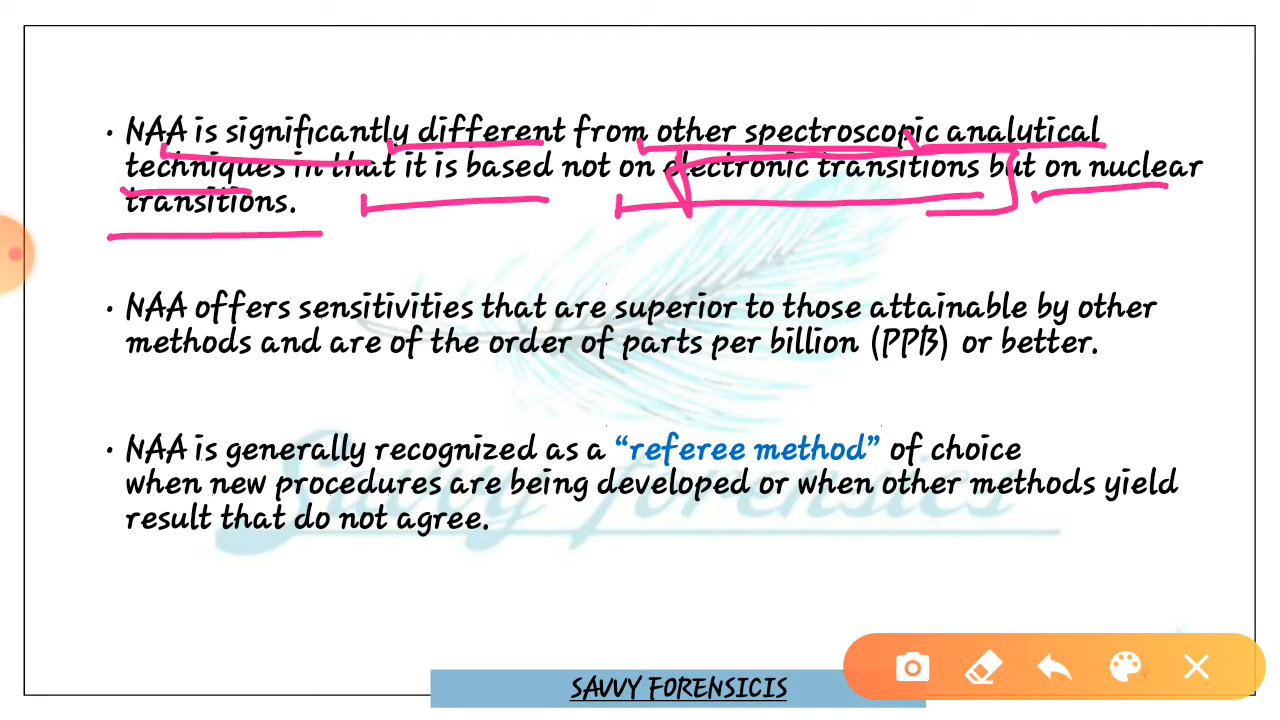 • NAA is significantly different from other spectroscopic analytical
techniques in that it is based not on electronic transitions but on nuclear
transitions.
• NAA offers sensitivities that are superior to those attainable by other
methods and are of the order of parts per billion (PPB) or better.
• NAA is generally recognized as a “referee method” of choice
when new procedures are being developed or when other methods yield
result that do not agree.
Savvy Forensics
SAVVY FORENSICIS
4